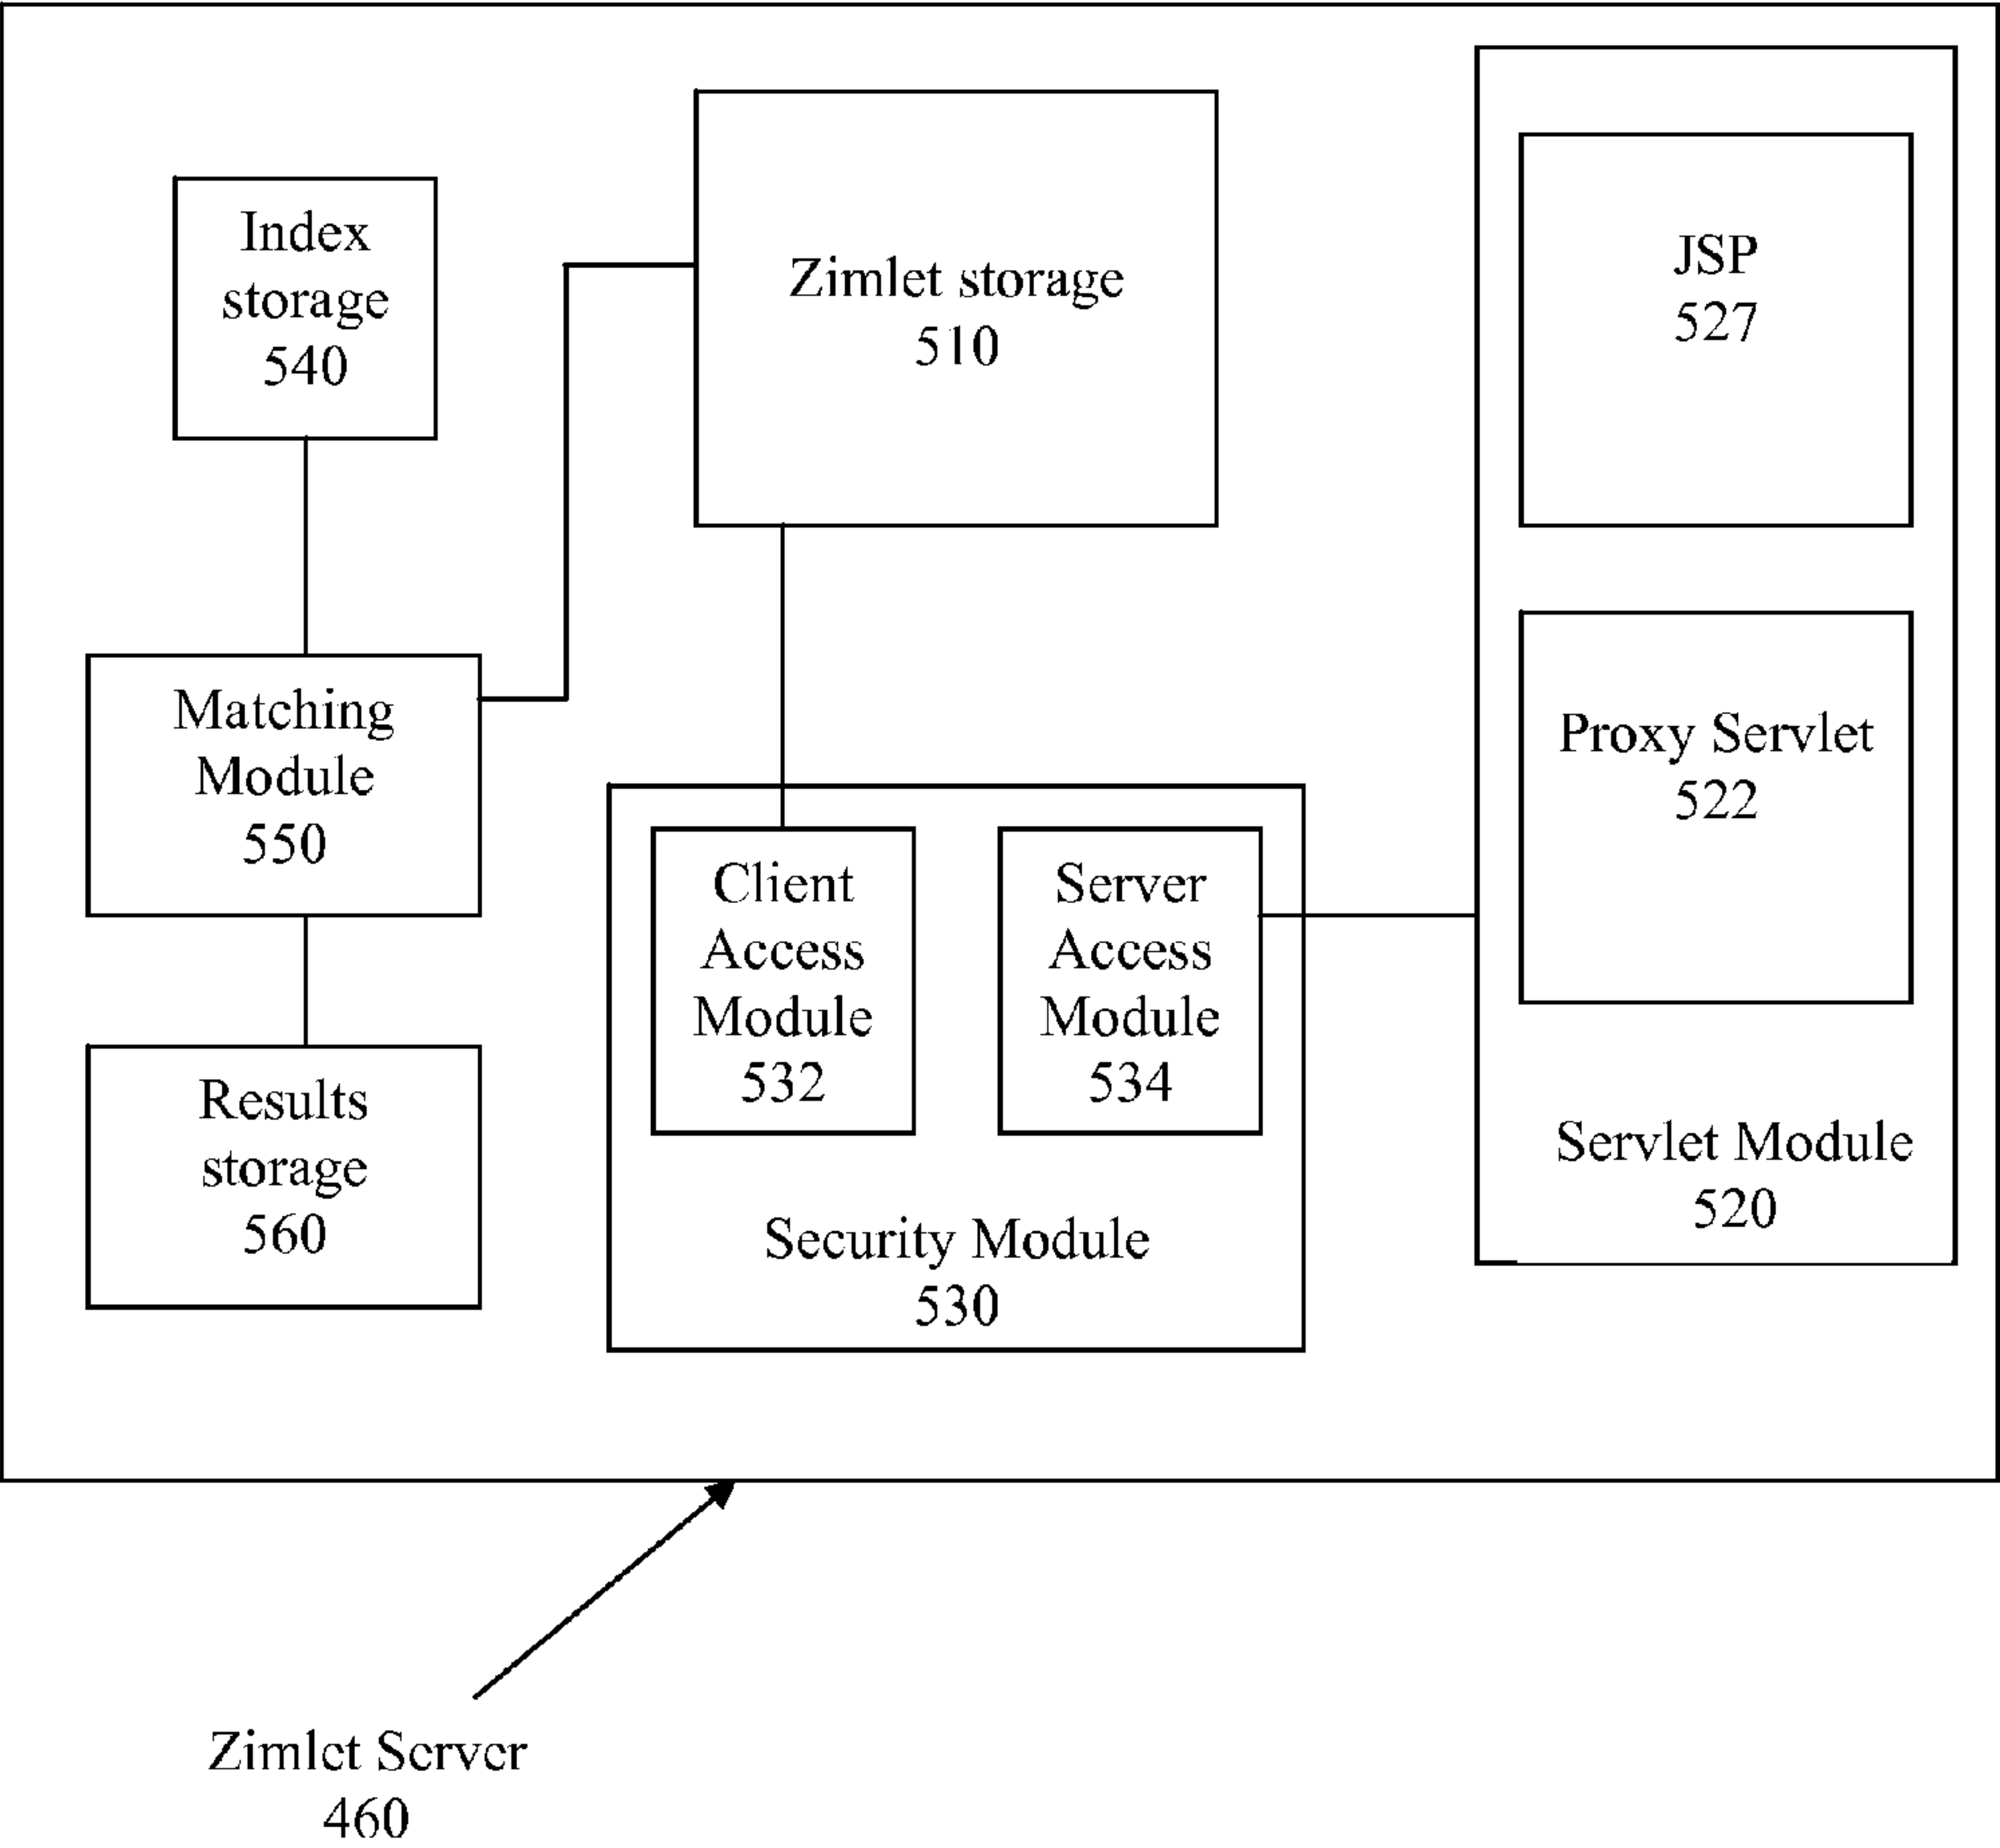 Index
storage
540
Zimlet storage
510
JSP
527
Matching
Module
550
Proxy Servlet
522
Client
Access
Module
532
Server
Access
Module
534
Results
storage
560
Security Module
530
Servlet Module
520
Zimlet Server
460